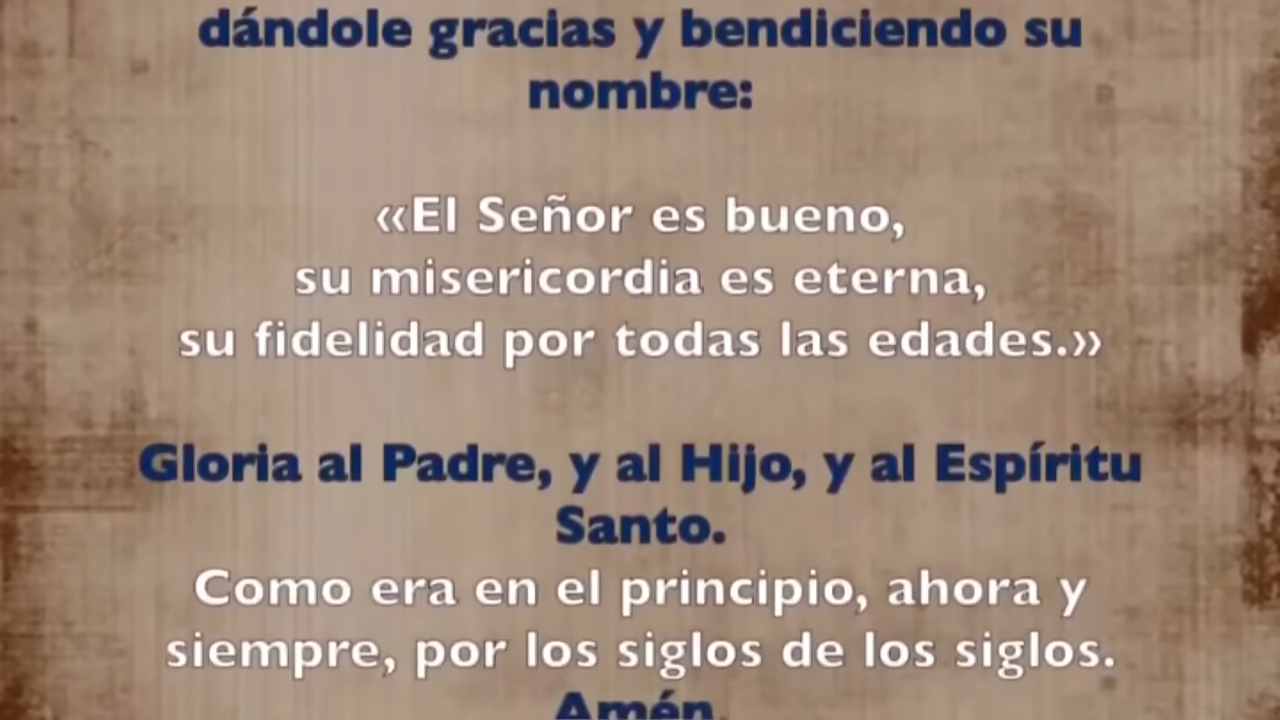 dándole gracias y bendiciendo su
nombre:
«El Señor es bueno,
su misericordia es eterna,
su fidelidad por todas las edades.»
Gloria al Padre, y al Hijo, y al Espíritu
Santo.
Como era en el principio, ahora y
siempre, por los siglos de los siglos.
Amén.